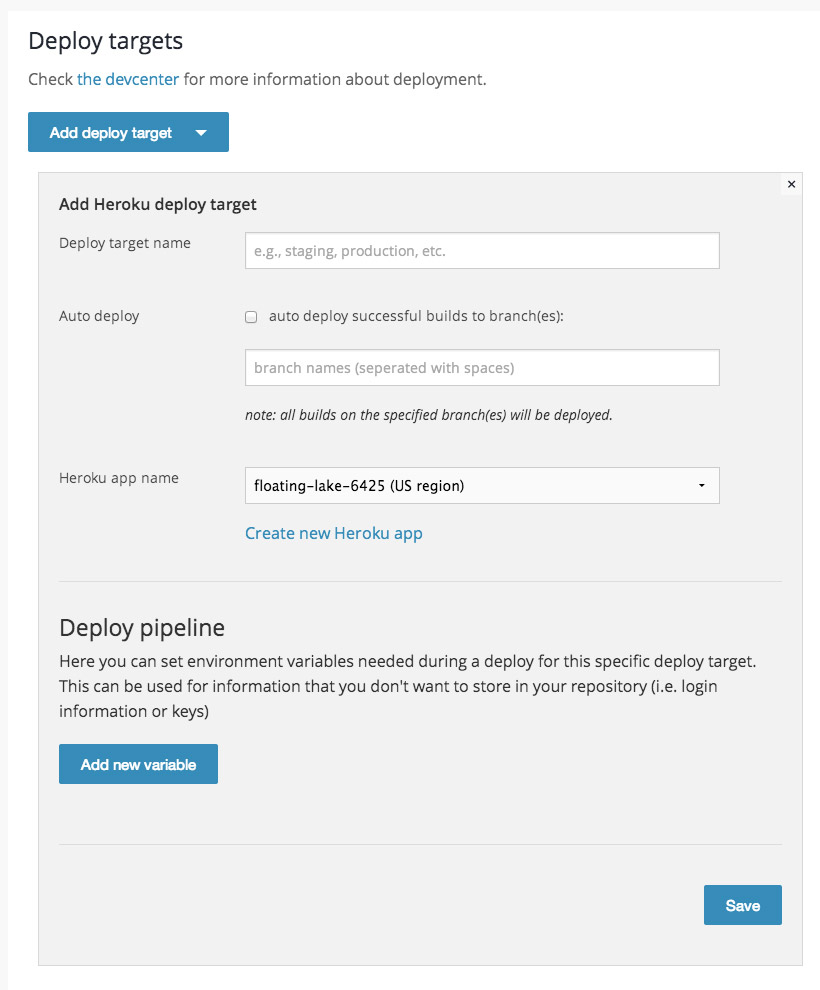 Deploy targets
Check the devcenter for more information about deployment.
Add deploy target
×
Add Heroku deploy target
Deploy target name
e.g., staging, production, etc.
Auto deploy
auto deploy successful builds to branch(es):
branch names (seperated with spaces)
note: all builds on the specified branch(es) will be deployed.
Heroku app name
floating-lake-6425 (US region)
Create new Heroku app
Deploy pipeline
Here you can set environment variables needed during a deploy for this specific deploy target.
This can be used for information that you don't want to store in your repository (i.e. login
information or keys)
Add new variable
Save